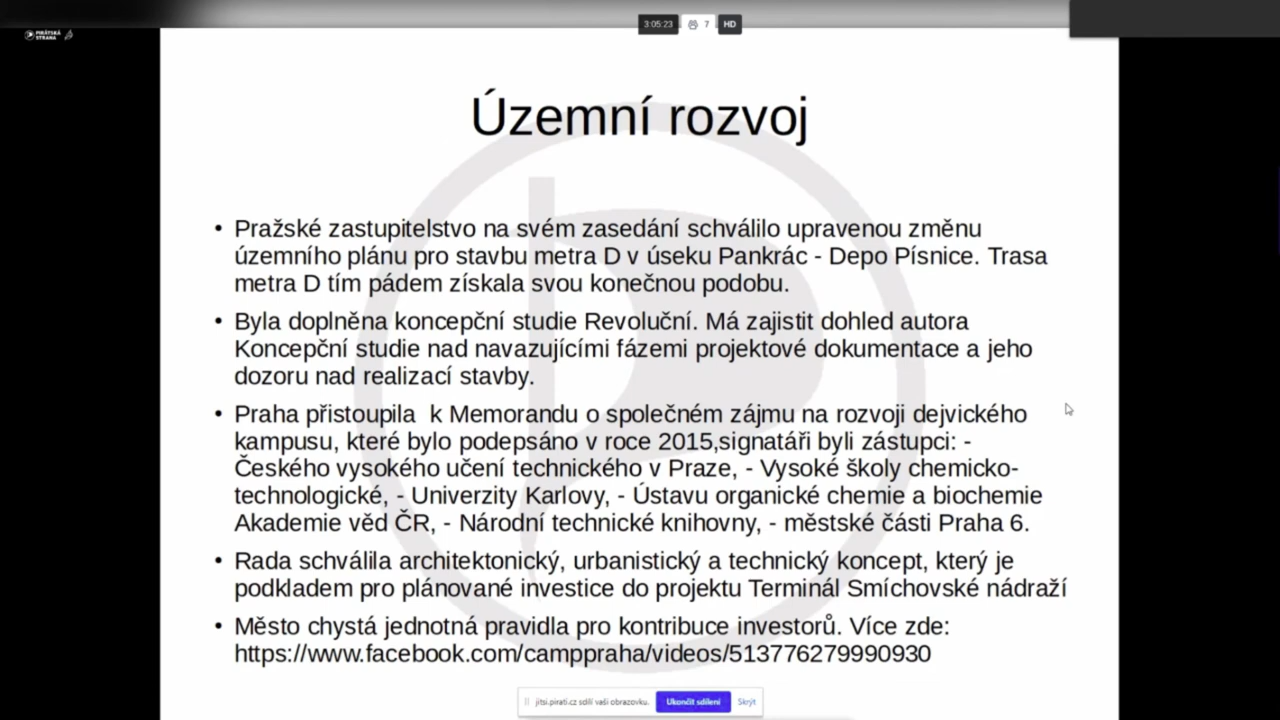 3:05:23 7 HD
PIRÁTSKÁ
STRANA
Územní rozvoj
• Pražské zastupitelstvo na svém zasedání schválilo upravenou změnu
územního plánu pro stavbu metra D v úseku Pankrác - Depo Písnice. Trasa
metra D tím pádem získala svou konečnou podobu.
• Byla doplněna koncepční studie Revoluční. Má zajistit dohled autora
Koncepční studie nad navazujícími fázemi projektové dokumentace a jeho
dozoru nad realizací stavby.
• Praha přistoupila  k Memorandu o společném zájmu na rozvoji dejvického
kampusu, které bylo podepsáno v roce 2015,signatáři byli zástupci: -
Českého vysokého učení technického v Praze, - Vysoké školy chemicko-
technologické, - Univerzity Karlovy, - Ústavu organické chemie a biochemie
Akademie věd ČR, - Národní technické knihovny, - městské části Praha 6.
• Rada schválila architektonický, urbanistický a technický koncept, který je
podkladem pro plánované investice do projektu Terminál Smíchovské nádraží
• Město chystá jednotná pravidla pro kontribuce investorů. Více zde:
https://www.facebook.com/camppraha/videos/513776279990930
jitsi.pirati.cz sdílí vaši obrazovku. Ukončit sdílení Skrýt